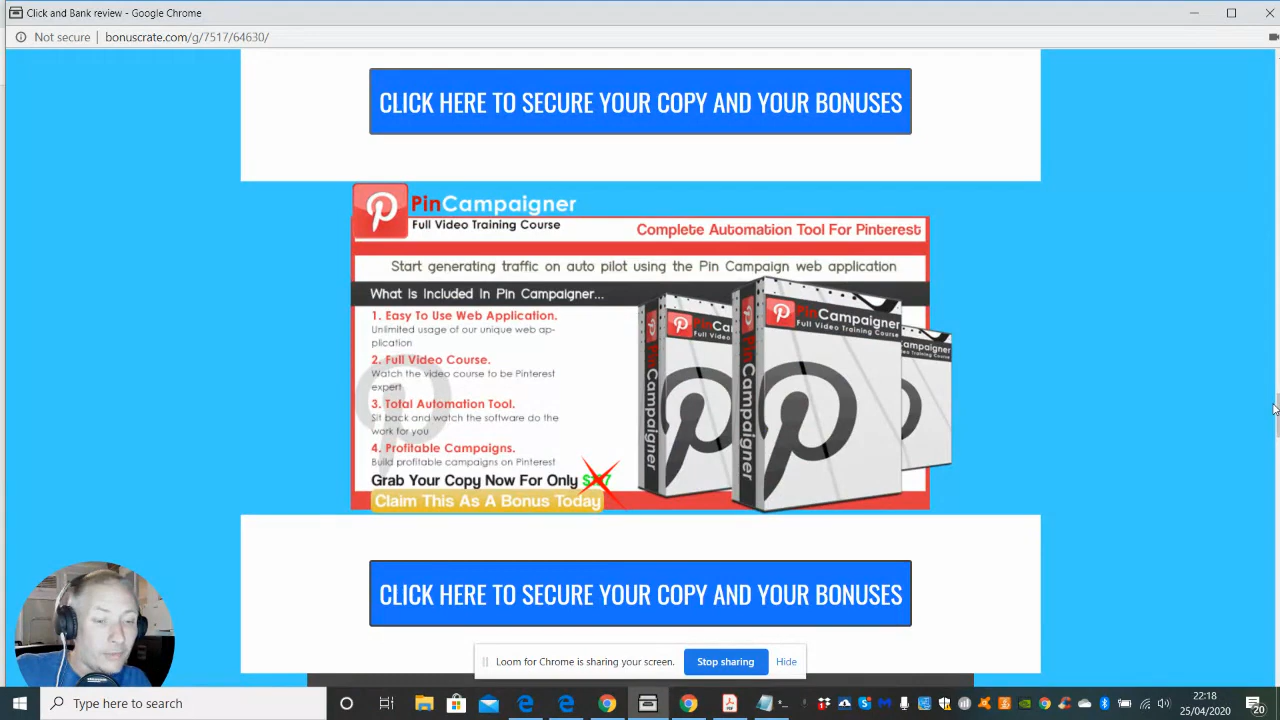 Click and Bank review - Google Chrome
Not secure | bonuscrate.com/g/7517/64630/
CLICK HERE TO SECURE YOUR COPY AND YOUR BONUSES
PinCampaigner
Full Video Training Course
Complete Automation Tool For Pinterest
Start generating traffic on auto pilot using the Pin Campaign web application
What Is Included In Pin Campaigner...
1. Easy To Use Web Application.
Unlimited usage of our unique web ap-
plication
2. Full Video Course.
Watch the video course to be Pinterest
expert
3. Total Automation Tool.
Sit back and watch the software do the
work for you
4. Profitable Campaigns.
Build profitable campaigns on Pinterest
Grab Your Copy Now For Only
Claim This As A Bonus Today
PinCampaigner
Full Video Training Course
PinCampaigner
PinCampaigner
CLICK HERE TO SECURE YOUR COPY AND YOUR BONUSES
Loom for Chrome is sharing your screen.
Stop sharing
Hide
Type here to search
22:18
25/04/2020
20